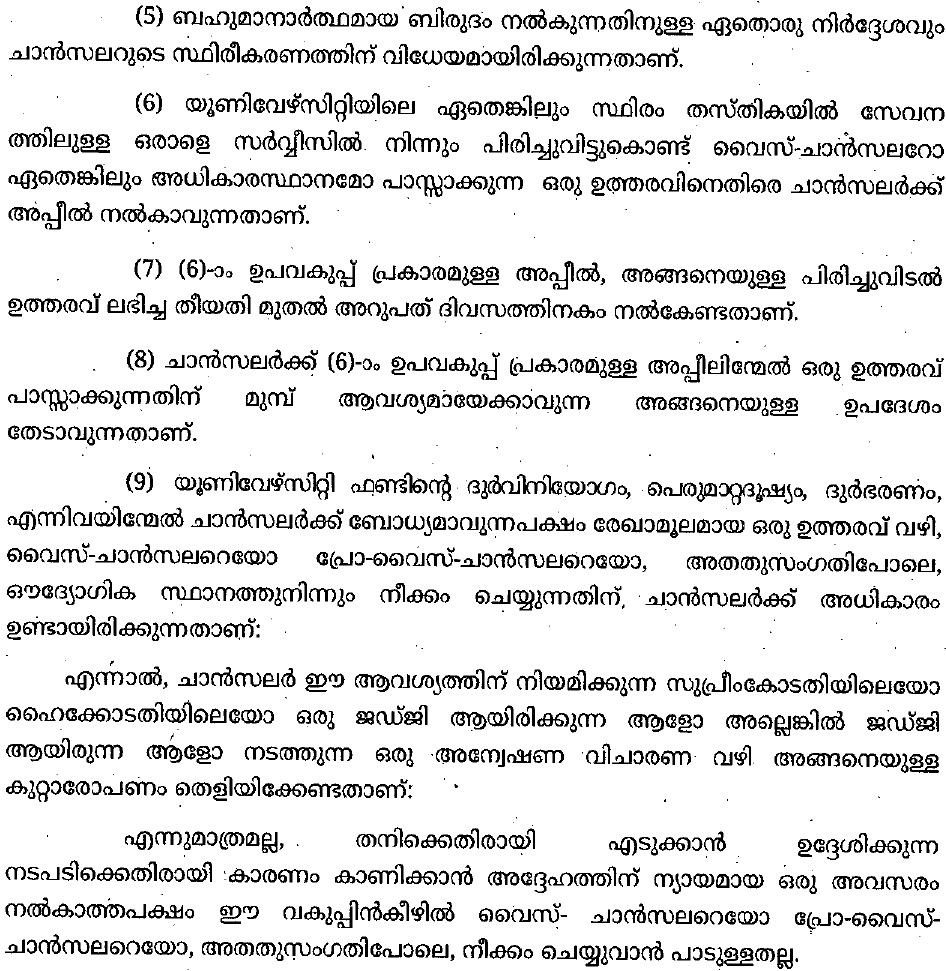 (5) ബഹുമാനാർത്ഥമായ ബിരുദം നൽകുന്നതിനുള്ള ഏതൊരു നിർദ്ദേശവും
ചാൻസലറുടെ സ്ഥിരീകരണത്തിന് വിധേയമായിരിക്കുന്നതാണ്.
(6) യൂണിവേഴ്സിറ്റിയിലെ ഏതെങ്കിലും സ്ഥിരം തസ്തികയിൽ സേവന
ത്തിലുള്ള ഒരാളെ സർവ്വീസിൽ നിന്നും പിരിച്ചുവിട്ടുകൊണ്ട് വൈസ്-ചാൻസലറോ
ഏതെങ്കിലും അധികാരസ്ഥാനമോ പാസ്സാക്കുന്ന ഒരു ഉത്തരവിനെതിരെ ചാൻസലർക്ക്
അപ്പീൽ നൽകാവുന്നതാണ്.
(7) (6)-ാം ഉപവകുപ്പ് പ്രകാരമുള്ള അപ്പീൽ, അങ്ങനെയുള്ള പിരിച്ചുവിടൽ
ഉത്തരവ് ലഭിച്ച തീയതി മുതൽ അറുപത് ദിവസത്തിനകം നൽകേണ്ടതാണ്.
(8) ചാൻസലർക്ക് (6)-ാം ഉപവകുപ്പ് പ്രകാരമുള്ള അപ്പീലിന്മേൽ ഒരു ഉത്തരവ്
പാസ്സാക്കുന്നതിന് മുമ്പ് ആവശ്യമായേക്കാവുന്ന അങ്ങനെയുള്ള ഉപദേശം
തേടാവുന്നതാണ്.
(9) യൂണിവേഴ്സിറ്റി ഫണ്ടിന്റെ ദുർവിനിയോഗം, പെരുമാറ്റദൂഷ്യം, ദുർഭരണം,
എന്നിവയിന്മേൽ ചാൻസലർക്ക് ബോധ്യമാവുന്നപക്ഷം രേഖാമൂലമായ ഒരു ഉത്തരവ് വഴി,
വൈസ്-ചാൻസലറെയോ പ്രോ-വൈസ്-ചാൻസലറെയോ, അതതുസംഗതിപോലെ,
ഔദ്യോഗിക സ്ഥാനത്തുനിന്നും നീക്കം ചെയ്യുന്നതിന്, ചാൻസലർക്ക് അധികാരം
ഉണ്ടായിരിക്കുന്നതാണ്:
എന്നാൽ, ചാൻസലർ ഈ ആവശ്യത്തിന് നിയമിക്കുന്ന സുപ്രീംകോടതിയിലെയോ
ഹൈക്കോടതിയിലെയോ ഒരു ജഡ്ജി ആയിരിക്കുന്ന ആളോ അല്ലെങ്കിൽ ജഡ്ജി
ആയിരുന്ന ആളോ നടത്തുന്ന ഒരു അന്വേഷണ വിചാരണ വഴി അങ്ങനെയുള്ള
കുറ്റാരോപണം തെളിയിക്കേണ്ടതാണ്:
എന്നുമാത്രമല്ല, തനിക്കെതിരായി എടുക്കാൻ ഉദ്ദേശിക്കുന്ന
നടപടിക്കെതിരായി കാരണം കാണിക്കാൻ അദ്ദേഹത്തിന് ന്യായമായ ഒരു അവസരം
നൽകാത്തപക്ഷം ഈ വകുപ്പിൻകീഴിൽ വൈസ്- ചാൻസലറെയോ പ്രോ-വൈസ്-
ചാൻസലറെയോ, അതതുസംഗതിപോലെ, നീക്കം ചെയ്യുവാൻ പാടുള്ളതല്ല.